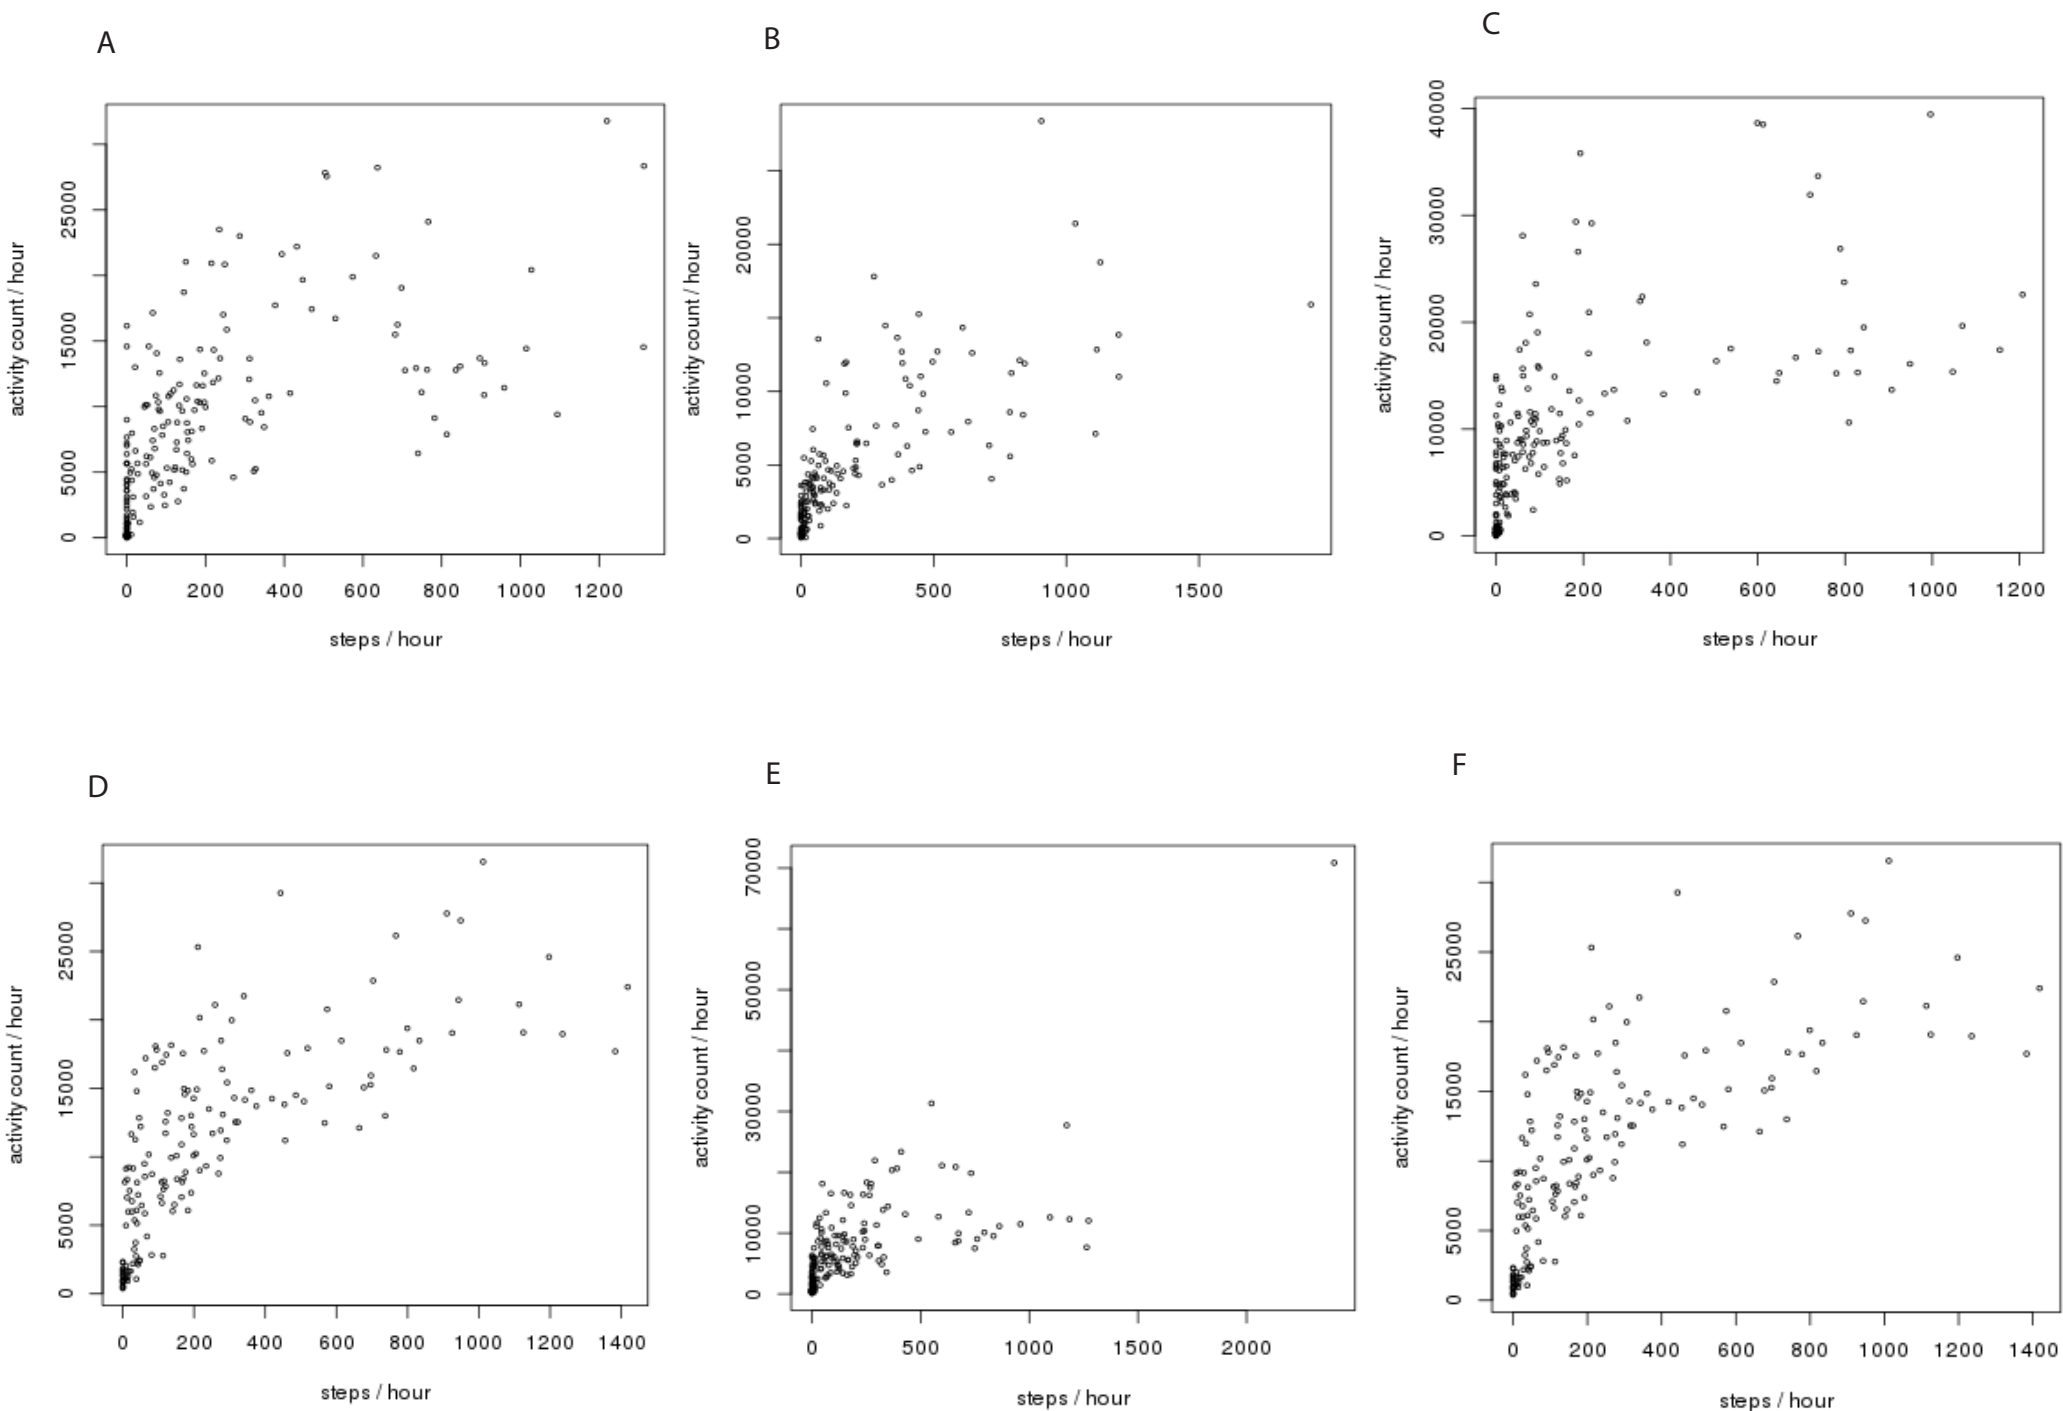 A
activity count / hour
0 5000 15000 25000
0 200 400 600 800 1000 1200
steps / hour
B
activity count / hour
0 5000 10000 20000
0 500 1000 1500
steps / hour
C
activity count / hour
0 10000 20000 30000 40000
0 200 400 600 800 1000 1200
steps / hour
D
activity count / hour
0 5000 15000 25000
0 200 400 600 800 1000 1200 1400
steps / hour
E
activity count / hour
0 10000 30000 50000 70000
0 500 1000 1500 2000
steps / hour
F
activity count / hour
0 5000 15000 25000
0 200 400 600 800 1000 1200 1400
steps / hour